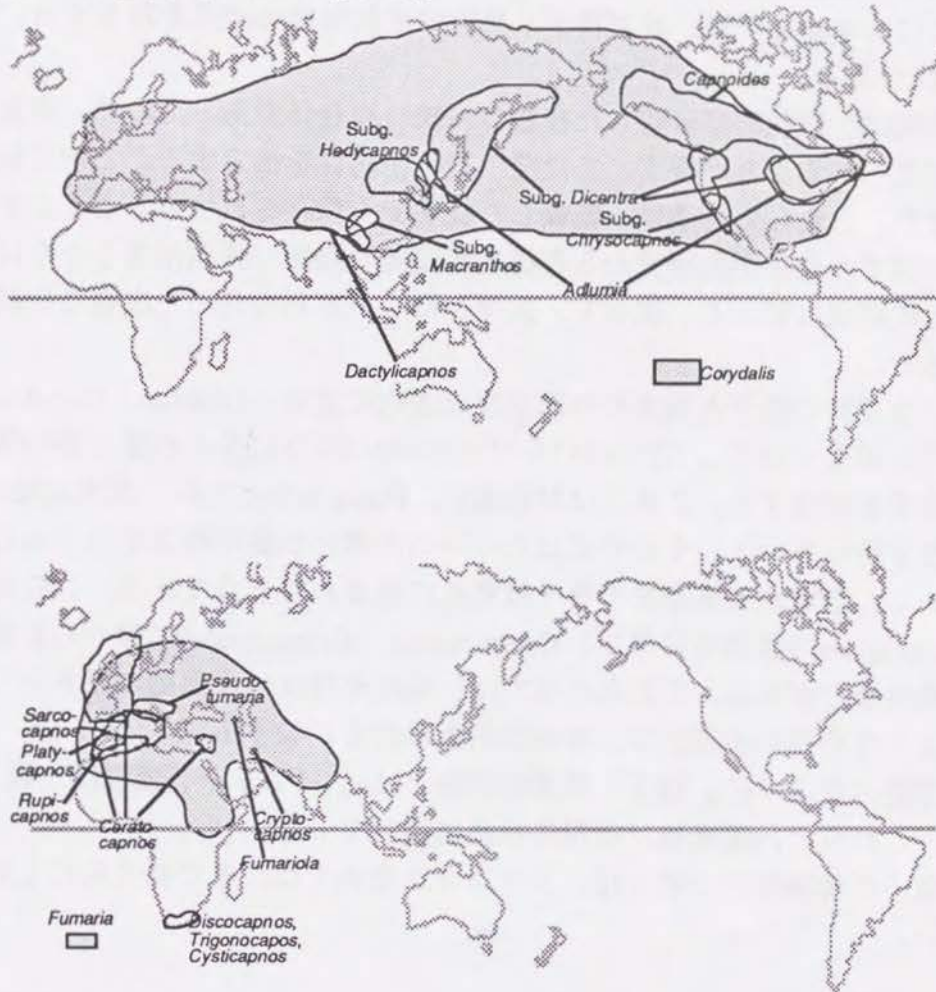 Capnoides
Subg.
Hedycapnos
Subg. Dicentra
Subg.
Chrysocapnos
Subg.
Macranthos
Adlumia
Dactylicapnos
Corydalis
Pseudo-
fumaria
Sarco-
capnos
Platy-
capnos
Rupi-
capnos
Cerato-
capnos
Crypto
capnos
Fumariola
Fumaria
Discocapnos,
Trigonocapos,
Cysticapnos